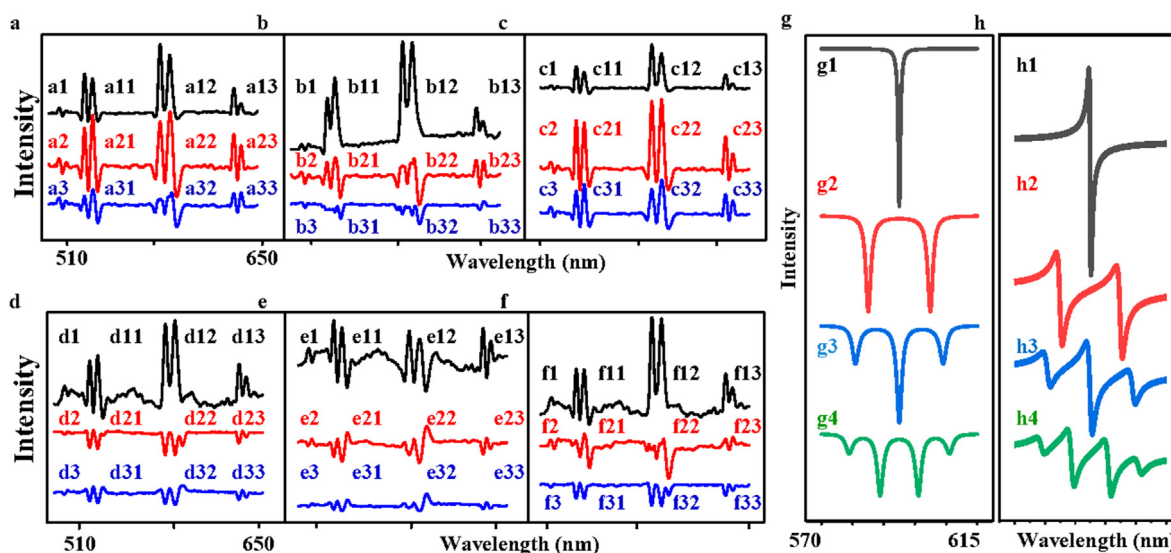 a b c g h
a1 a11 a12 a13 b1 b11 b12 b13 c1 c11 c12 c13 g1 h1
a2 a21 a22 a23 b2 b21 b22 b23 c2 c21 c22 c23 g2 h2
a3 a31 a32 a33 b3 b31 b32 b33 c3 c31 c32 c33
Intensity
510 650 Wavelength (nm)
Intensity
d e f
d1 d11 d12 d13 e1 e11 e12 e13 f1 f11 f12 f13 g3 h3
d2 d21 d22 d23 e2 e21 e22 e23 f2 f21 f22 f23 g4 h4
d3 d31 d32 d33 e3 e31 e32 e33 f3 f31 f32 f33
Intensity
510 650 Wavelength (nm) 570 615 Wavelength (nm)